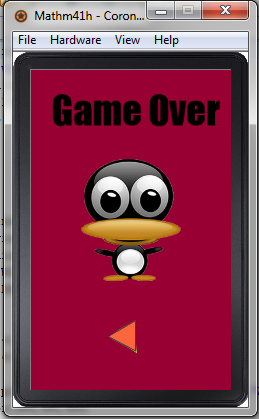 Mathm41h - Coron...
File Hardware View Help
Game Over